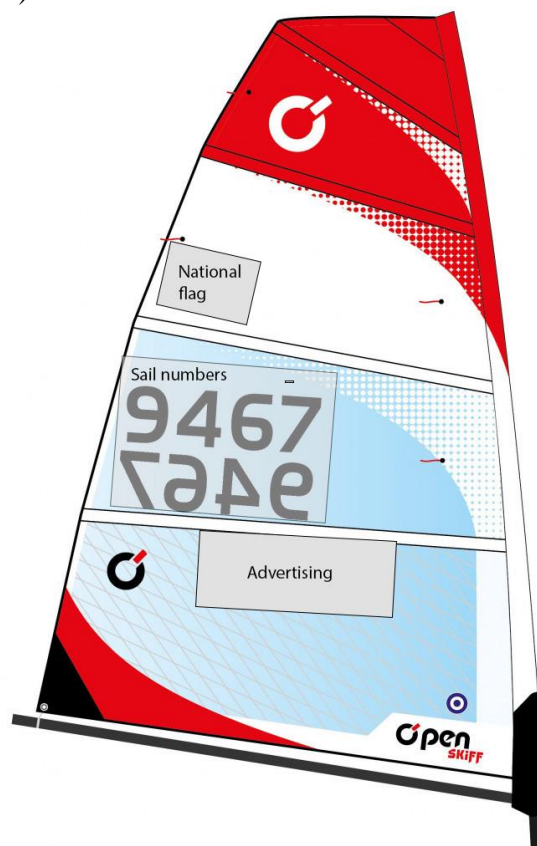 )
National
flag
Sail numbers
9467
9467
Advertising
Open
SKiFF